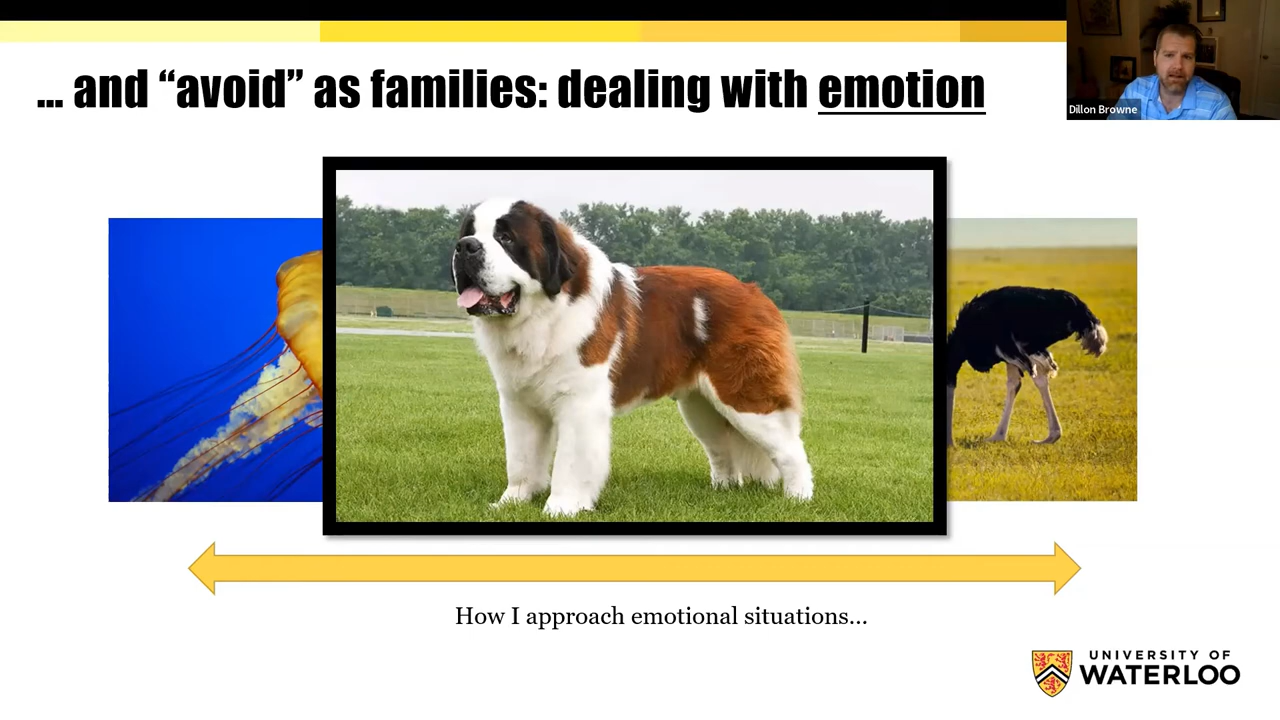 ... and “avoid” as families: dealing with emotion
Dillon Browne
How I approach emotional situations...
UNIVERSITY OF
WATERLOO